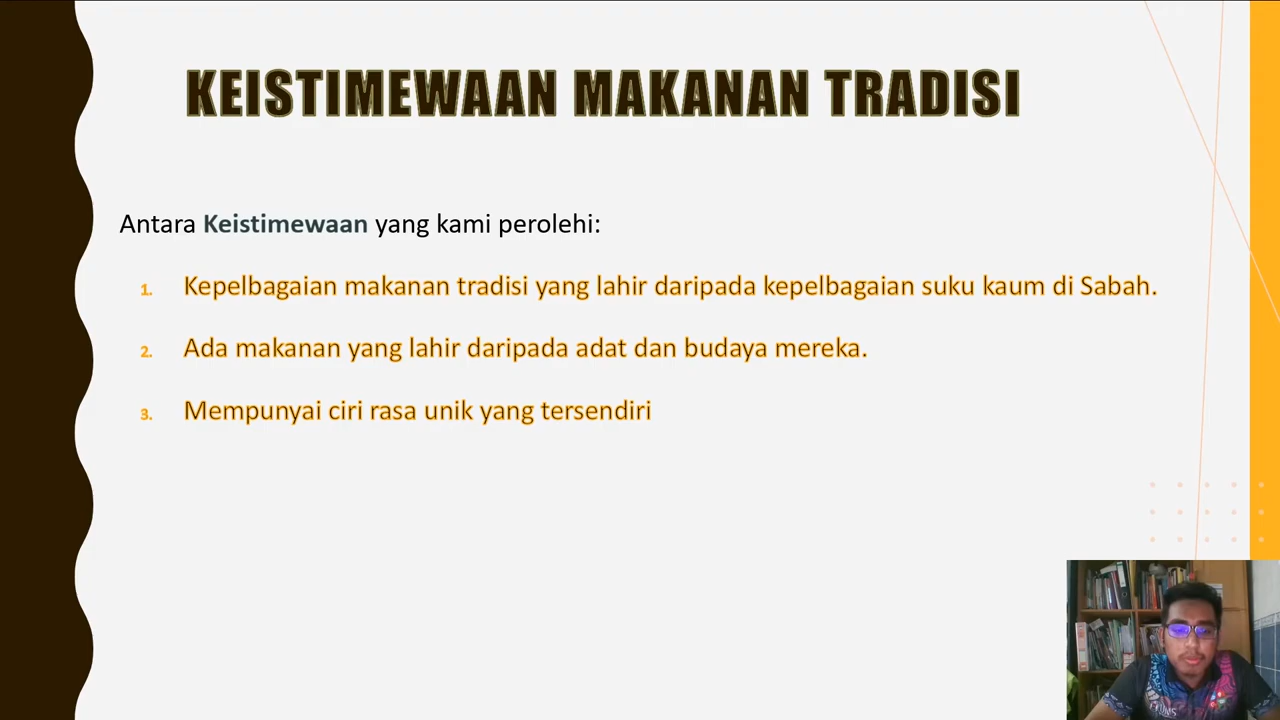 KEISTIMEWAAN MAKANAN TRADISI
Antara Keistimewaan yang kami perolehi:
1. Kepelbagaian makanan tradisi yang lahir daripada kepelbagaian suku kaum di Sabah.
2. Ada makanan yang lahir daripada adat dan budaya mereka.
3. Mempunyai ciri rasa unik yang tersendiri